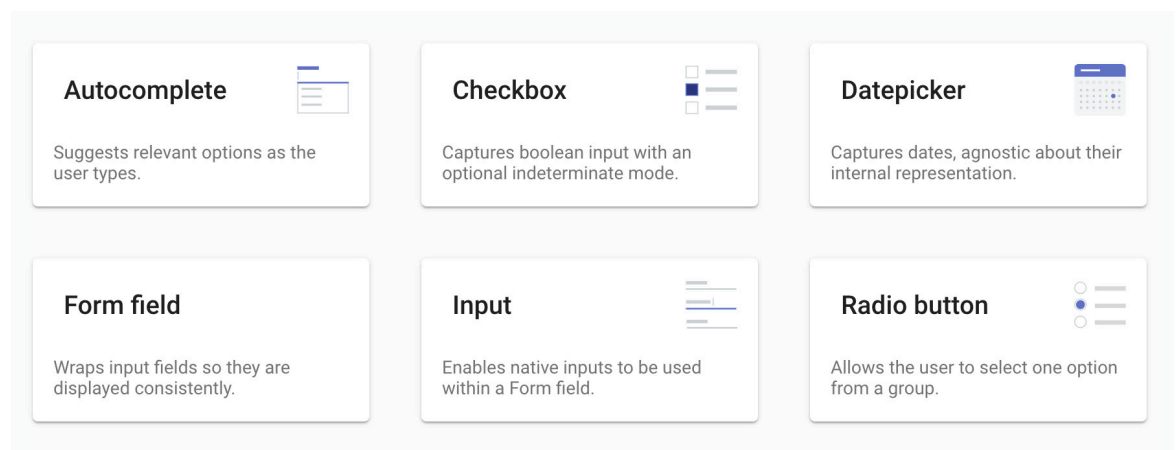 Autocomplete
Suggests relevant options as the
user types.
Checkbox
Captures boolean input with an
optional indeterminate mode.
Datepicker
Captures dates, agnostic about their
internal representation.
Form field
Wraps input fields so they are
displayed consistently.
Input
Enables native inputs to be used
within a Form field.
Radio button
Allows the user to select one option
from a group.